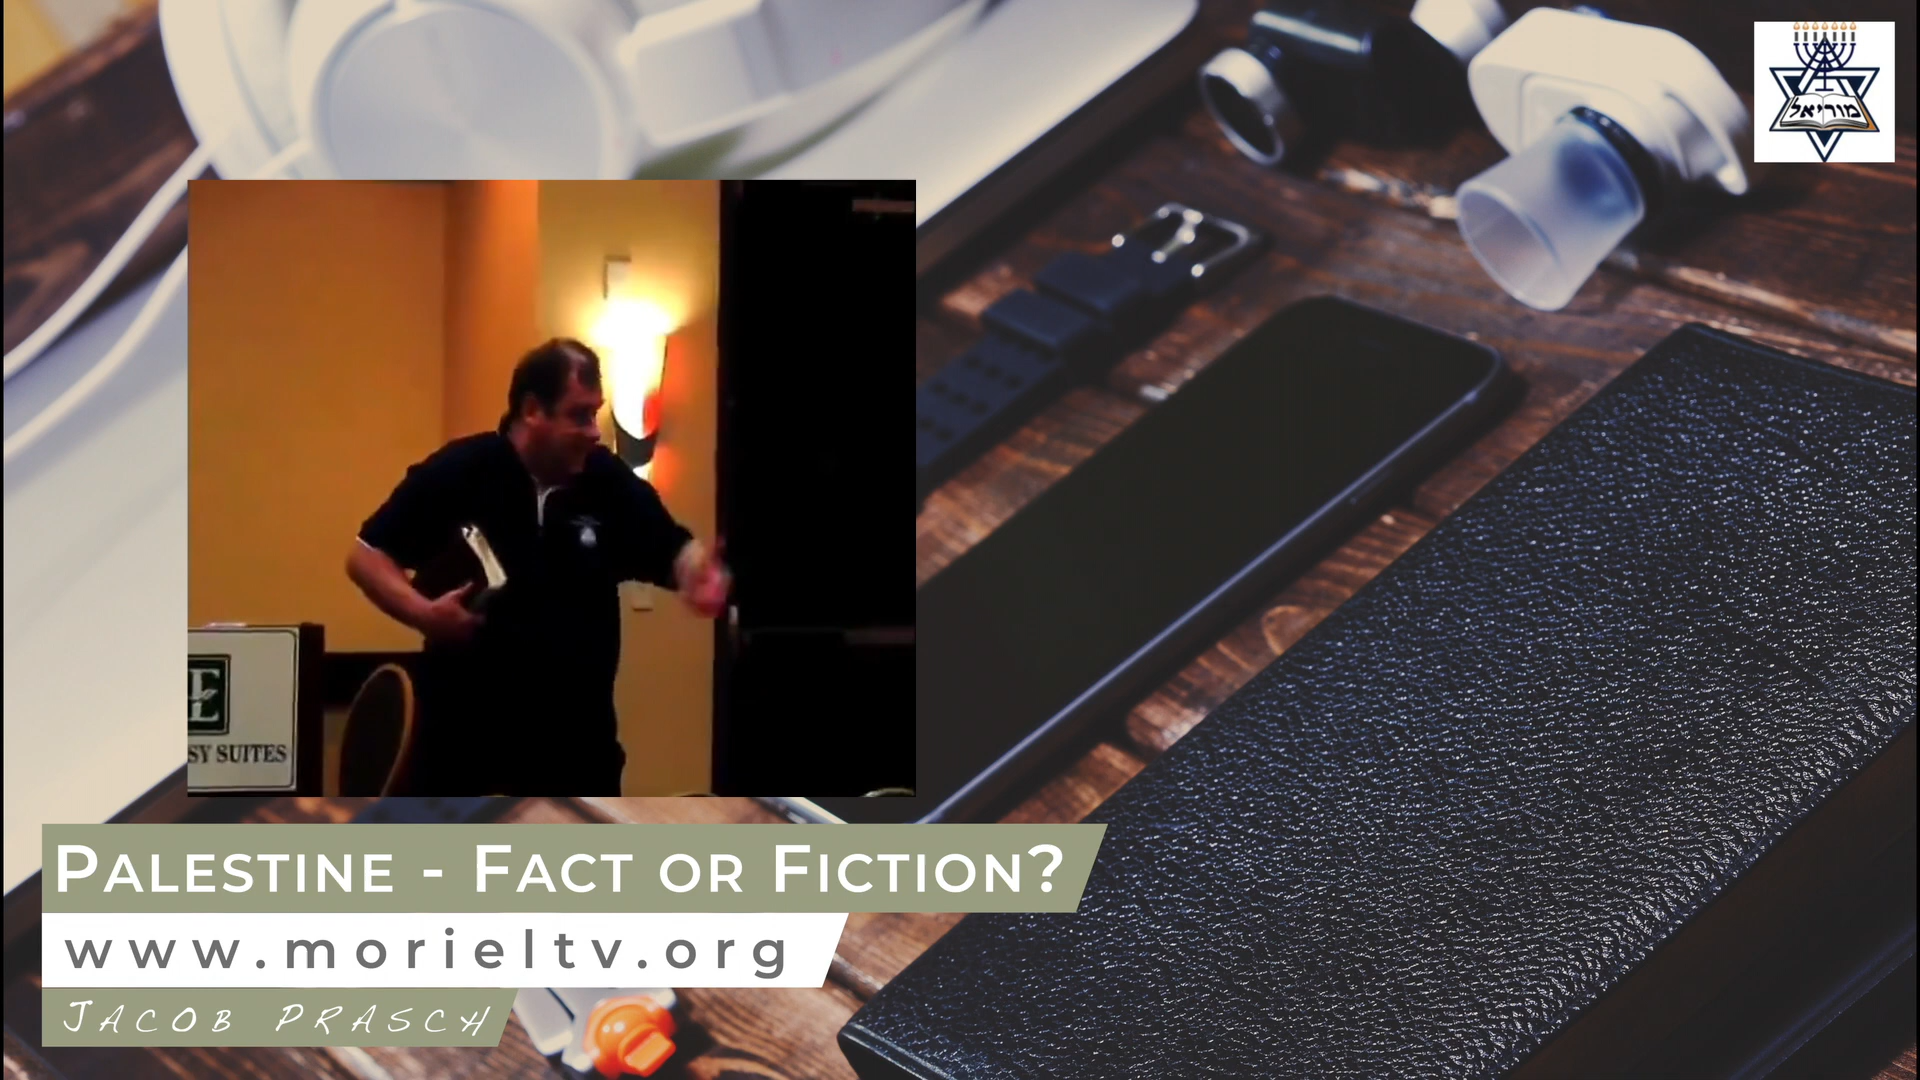 מוריאל
SY SUITES
PALESTINE - FACT OR FICTION?
www.morieltv.org
JACOB PRASCH